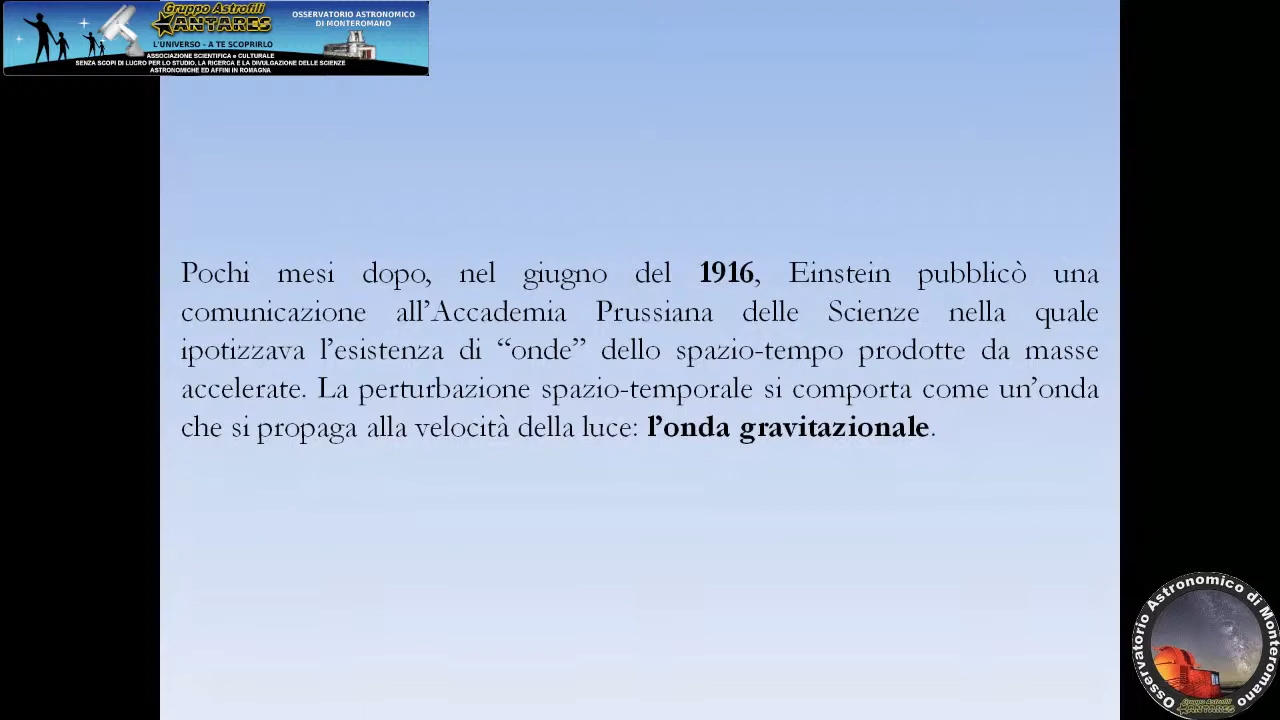 Gruppo Astrofili
ANTARES
L'UNIVERSO - A TE SCOPRIRLO
OSSERVATORIO ASTRONOMICO
DI MONTEROMANO
ASSOCIAZIONE SCIENTIFICA e CULTURALE
SENZA SCOPI DI LUCRO PER LO STUDIO, LA RICERCA E LA DIVULGAZIONE DELLE SCIENZE
ASTRONOMICHE ED AFFINI IN ROMAGNA
Pochi mesi dopo, nel giugno del 1916, Einstein pubblicò una
comunicazione all’Accademia Prussiana delle Scienze nella quale
ipotizzava l’esistenza di “onde” dello spazio-tempo prodotte da masse
accelerate. La perturbazione spazio-temporale si comporta come un’onda
che si propaga alla velocità della luce: l’onda gravitazionale.
Osservatorio Astronomico di Monteromano
Gruppo Astrofili
ANTARES